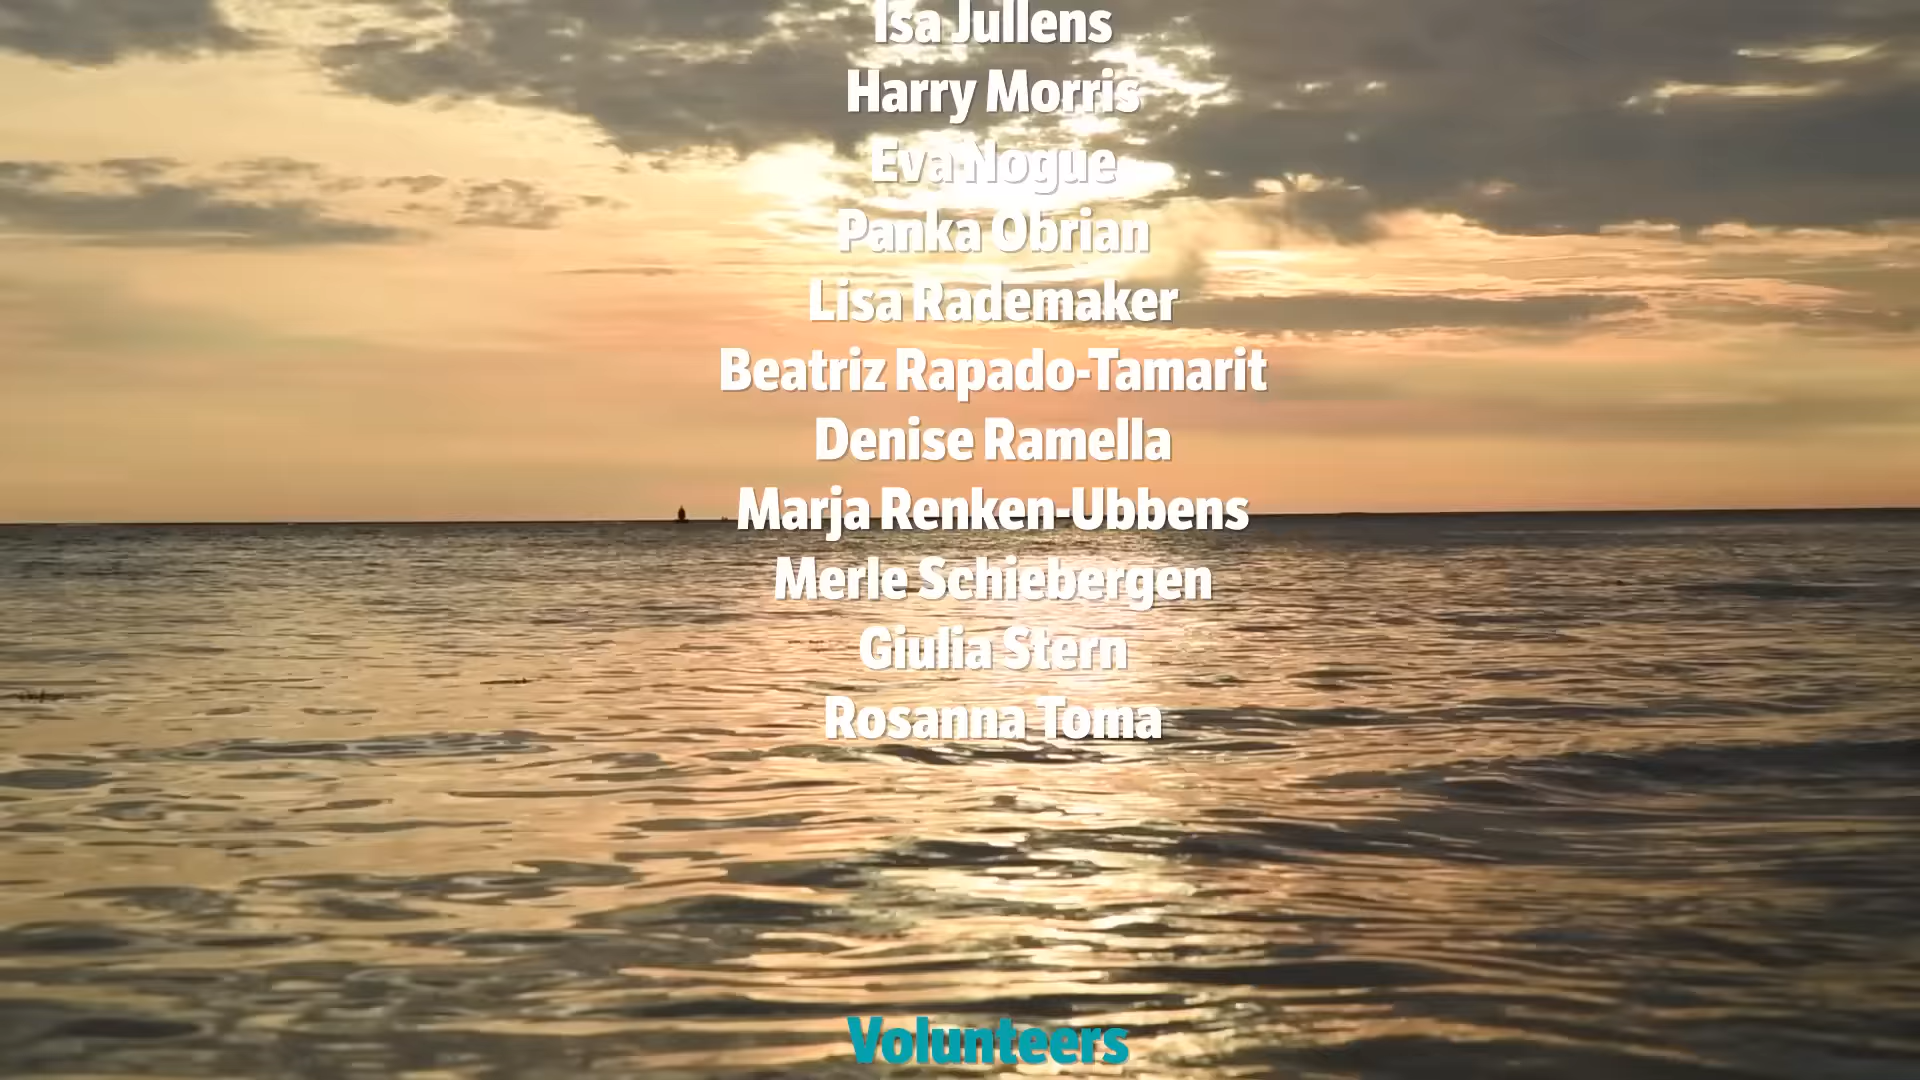 Isa Jullens
Harry Morris
Eva Nogue
Panka Obrian
Lisa Rademaker
Beatriz Rapado-Tamarit
Denise Ramella
Marja Renken-Ubbens
Merle Schiebergen
Giulia Stern
Rosanna Toma
Volunteers